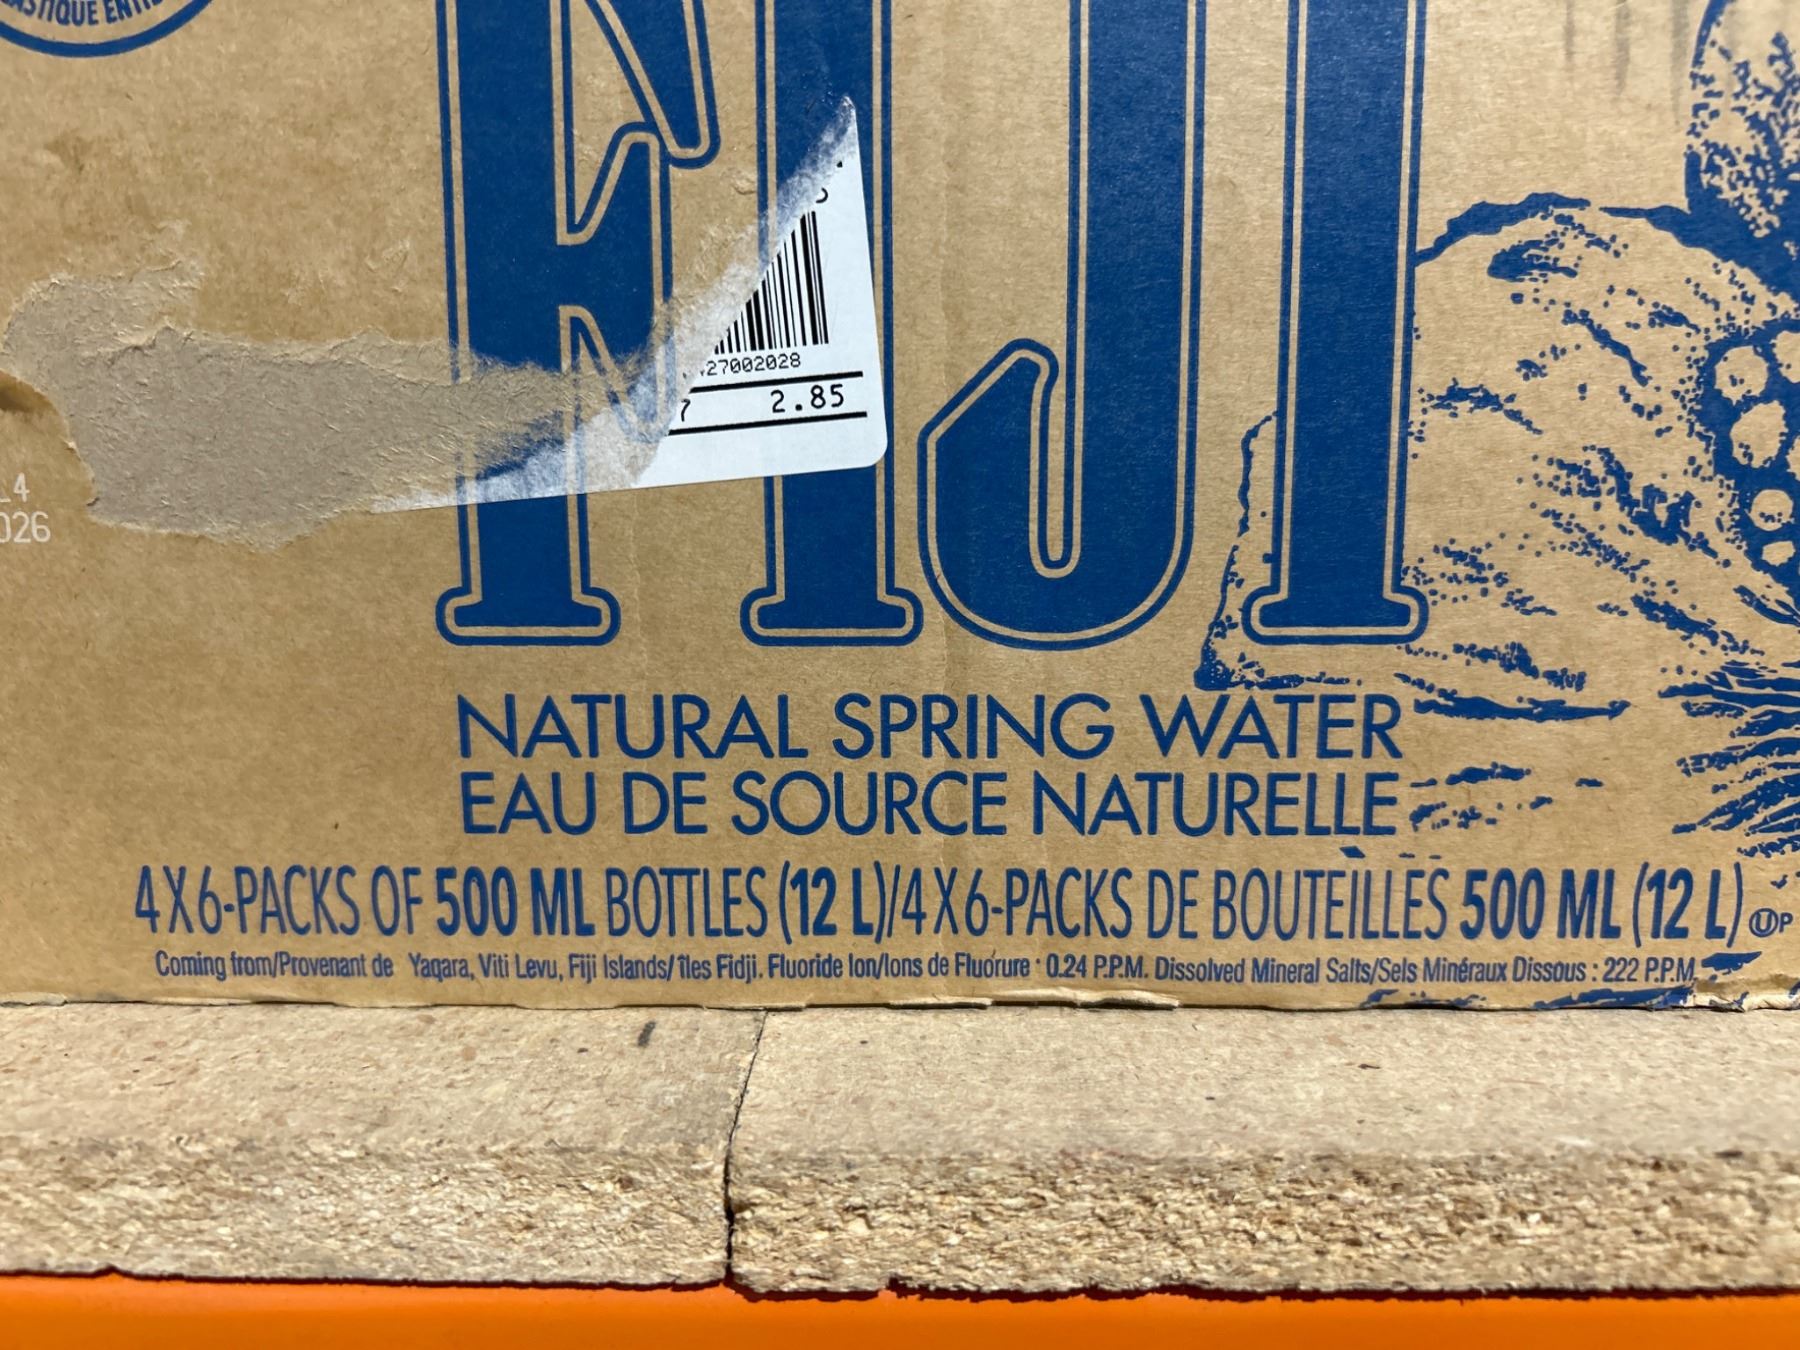 FIJI
27002028
7 2.85
026
NATURAL SPRING WATER
EAU DE SOURCE NATURELLE
4 X 6-PACKS OF 500 ML BOTTLES (12 L)/4 X 6-PACKS DE BOUTEILLES 500 ML (12 L) Ⓤ P
Coming from/Provenant de Yaqara, Viti Levu, Fiji Islands/ Îles Fidji. Fluoride Ion/Ions de Fluorure : 0.24 P.P.M. Dissolved Mineral Salts/Sels Minéraux Dissous : 222 P.P.M.